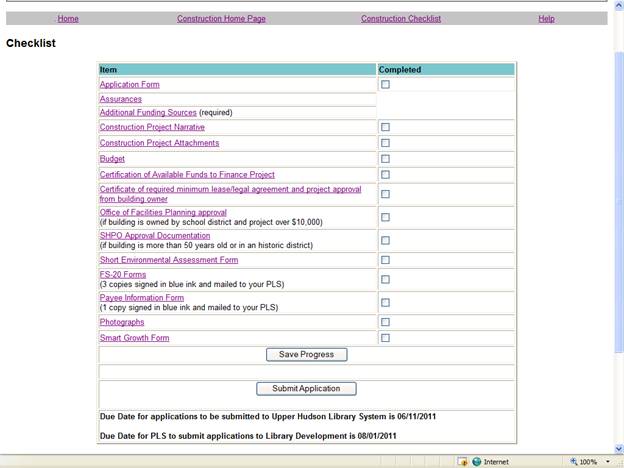 Home Construction Home Page Construction Checklist Help
Checklist
Item Completed
Application Form
Assurances
Additional Funding Sources (required)
Construction Project Narrative
Construction Project Attachments
Budget
Certification of Available Funds to Finance Project
Certificate of required minimum lease/legal agreement and project approval
from building owner
Office of Facilities Planning approval
(if building is owned by school district and project over $10,000)
SHPO Approval Documentation
(if building is more than 50 years old or in an historic district)
Short Environmental Assessment Form
FS-20 Forms
(3 copies signed in blue ink and mailed to your PLS)
Payee Information Form
(1 copy signed in blue ink and mailed to your PLS)
Photographs
Smart Growth Form
Save Progress
Submit Application
Due Date for applications to be submitted to Upper Hudson Library System is 06/11/2011
Due Date for PLS to submit applications to Library Development is 08/01/2011
Internet 100%